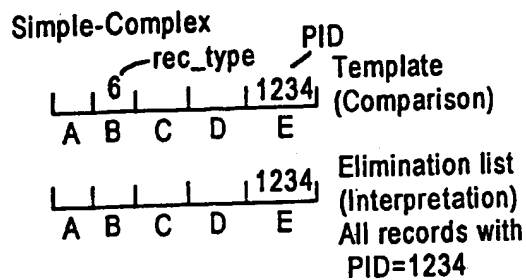 Simple-Complex
PID
6 rec_type
1234 Template
(Comparison)
A B C D E
1234 Elimination list
(Interpretation)
A B C D E
All records with
PID=1234